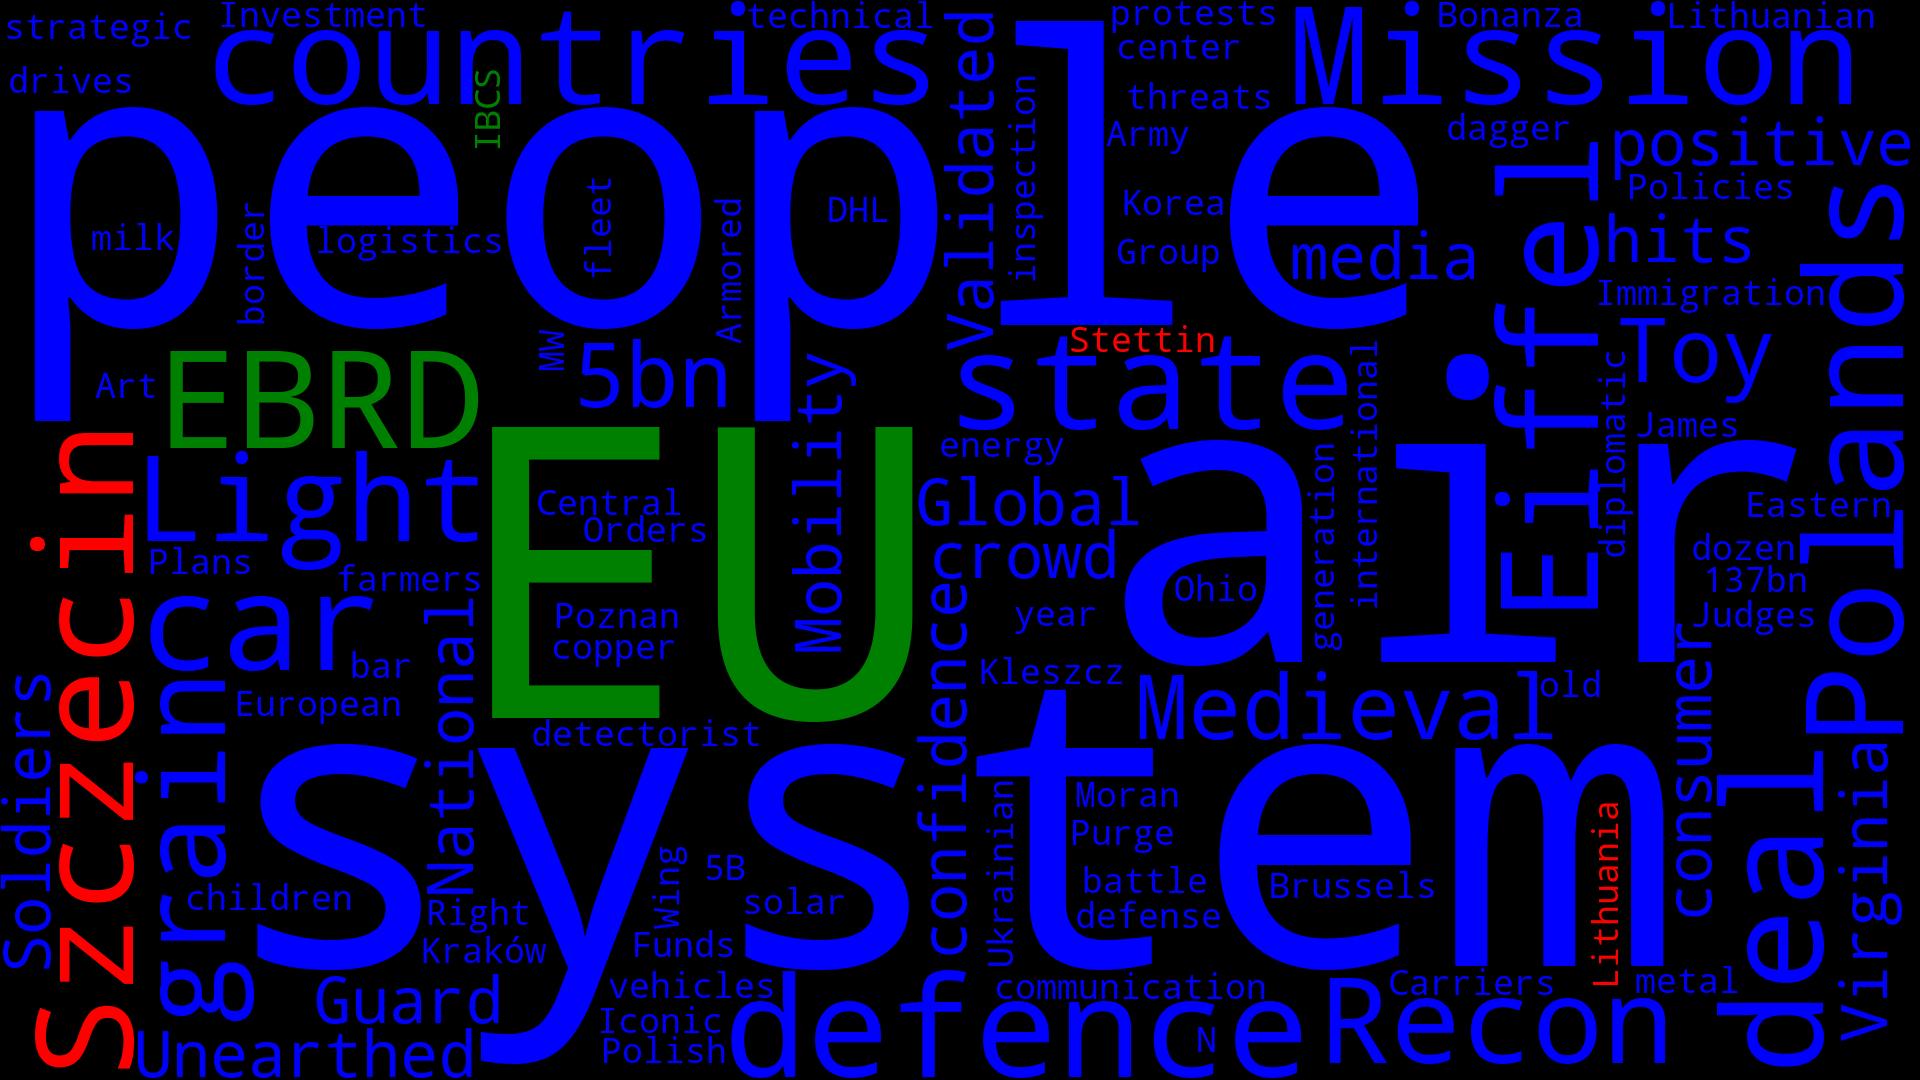 strategic
Investment
technical
protests
Bonanza
Lithuanian
countries
Mission
center
drives
Validated
IBCS
inspection
threats
Army
dagger
positive
people
Policies
Korea
DHL
fleet
milk
border
logistics
Armored
Group
media
hits
Eiffel
Immigration
Polands
Stettin
MW
5bn
state
Toy
Art
EBRD
Mobility
international
diplomatic
James
energy
EU
air
Light
Central
Orders
Global
generation
Eastern
crowd
dozen
Plans
farmers
137bn
Ohio
car
Poznan
copper
year
Judges
bar
Kleszcz
European
National
confidence
Medieval
old
consumer
Szczecin
Soldiers
grain
detectorist
system
Moran
Purge
deal
Virginia
Ukrainian
5B
Wing
battle
Brussels
Lithuania
children
Right
solar
defense
Kraków
Funds
vehicles
communication
Carriers
metal
Guard
Iconic
defence
Recon
Unearthed
Polish
N